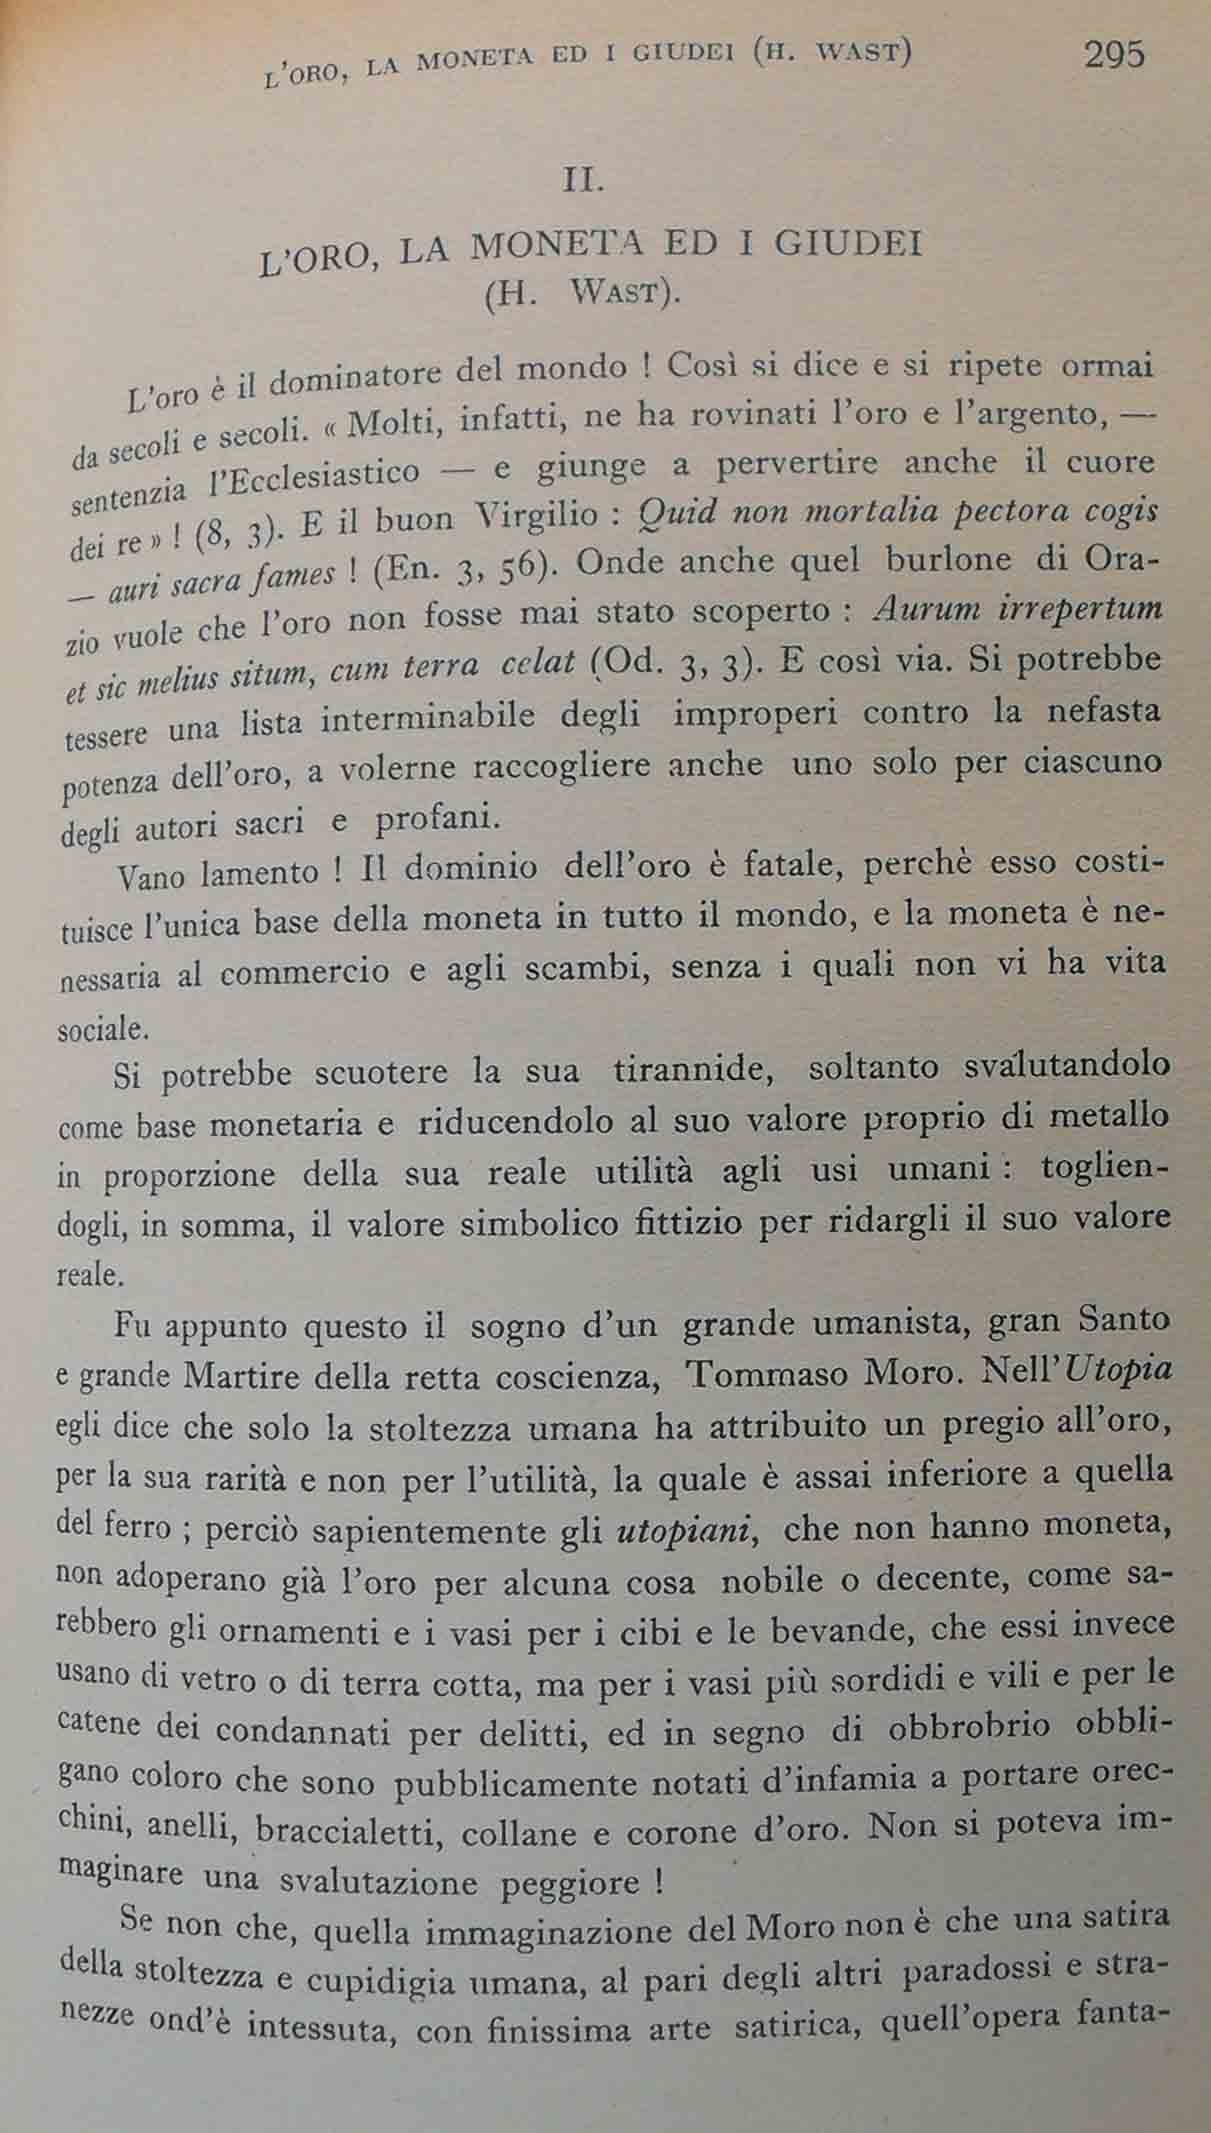 L'ORO, LA MONETA ED I GIUDEI (H. WAST) 295
II.
L'ORO, LA MONETA ED I GIUDEI
(H. WAST).
L'oro è il dominatore del mondo ! Così si dice e si ripete ormai
da secoli e secoli. « Molti, infatti, ne ha rovinati l'oro e l'argento, —
sentenzia l'Ecclesiastico — e giunge a pervertire anche il cuore
dei re » ! (8, 3). E il buon Virgilio : Quid non mortalia pectora cogis
— auri sacra fames ! (En. 3, 56). Onde anche quel burlone di Ora-
zio vuole che l'oro non fosse mai stato scoperto : Aurum irrepertum
et sic melius situm, cum terra celat (Od. 3, 3). E così via. Si potrebbe
tessere una lista interminabile degli improperi contro la nefasta
potenza dell'oro, a volerne raccogliere anche uno solo per ciascuno
degli autori sacri e profani.
Vano lamento ! Il dominio dell'oro è fatale, perchè esso costi-
tuisce l'unica base della moneta in tutto il mondo, e la moneta è ne-
nessaria al commercio e agli scambi, senza i quali non vi ha vita
sociale.
Si potrebbe scuotere la sua tirannide, soltanto svalutandolo
come base monetaria e riducendolo al suo valore proprio di metallo
in proporzione della sua reale utilità agli usi umani : toglien-
dogli, in somma, il valore simbolico fittizio per ridargli il suo valore
reale.
Fu appunto questo il sogno d'un grande umanista, gran Santo
e grande Martire della retta coscienza, Tommaso Moro. Nell'Utopia
egli dice che solo la stoltezza umana ha attribuito un pregio all'oro,
per la sua rarità e non per l'utilità, la quale è assai inferiore a quella
del ferro ; perciò sapientemente gli utopiani, che non hanno moneta,
non adoperano già l'oro per alcuna cosa nobile o decente, come sa-
rebbero gli ornamenti e i vasi per i cibi e le bevande, che essi invece
usano di vetro o di terra cotta, ma per i vasi più sordidi e vili e per le
catene dei condannati per delitti, ed in segno di obbrobrio obbli-
gano coloro che sono pubblicamente notati d'infamia a portare orec-
chini, anelli, braccialetti, collane e corone d'oro. Non si poteva im-
maginare una svalutazione peggiore !
Se non che, quella immaginazione del Moro non è che una satira
della stoltezza e cupidigia umana, al pari degli altri paradossi e stra-
nezze ond'è intessuta, con finissima arte satirica, quell'opera fanta-